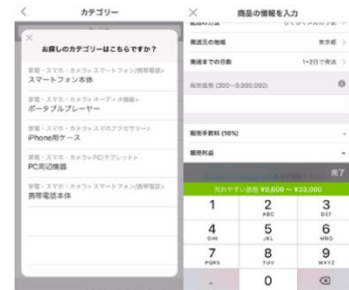 カテゴリー
お探しのカテゴリーはこちらですか？
家電・スマホ・カメラ>スマートフォン/携帯電話>
スマートフォン本体
家電・スマホ・カメラ>オーディオ機器>
ポータブルプレーヤー
家電・スマホ・カメラ>スマホアクセサリー>
iPhone用ケース
家電・スマホ・カメラ>PC/タブレット>
PC周辺機器
家電・スマホ・カメラ>スマートフォン/携帯電話>
携帯電話本体
商品の情報を入力
発送元の地域
東京都
発送までの日数
1~2日で発送
販売価格 (300~9,999,999)
販売手数料 (10%)
-
販売利益
-
完了
売れやすい価格 ¥9,600 ~ ¥33,000
1
2
ABC
3
DEF
4
GHI
5
JKL
6
MNO
7
PQRS
8
TUV
9
WXYZ
.
0